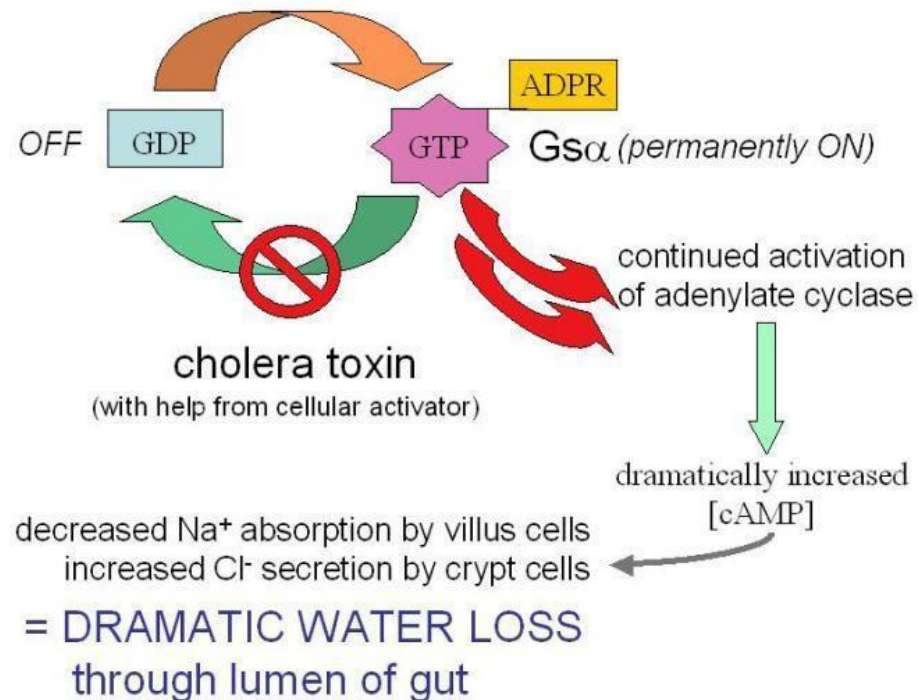 ADPR
OFF
GDP
GTP
Gsα (permanently ON)
continued activation
of adenylate cyclase
cholera toxin
(with help from cellular activator)
dramatically increased
[cAMP]
decreased Na⁺ absorption by villus cells
increased Cl⁻ secretion by crypt cells
= DRAMATIC WATER LOSS
through lumen of gut